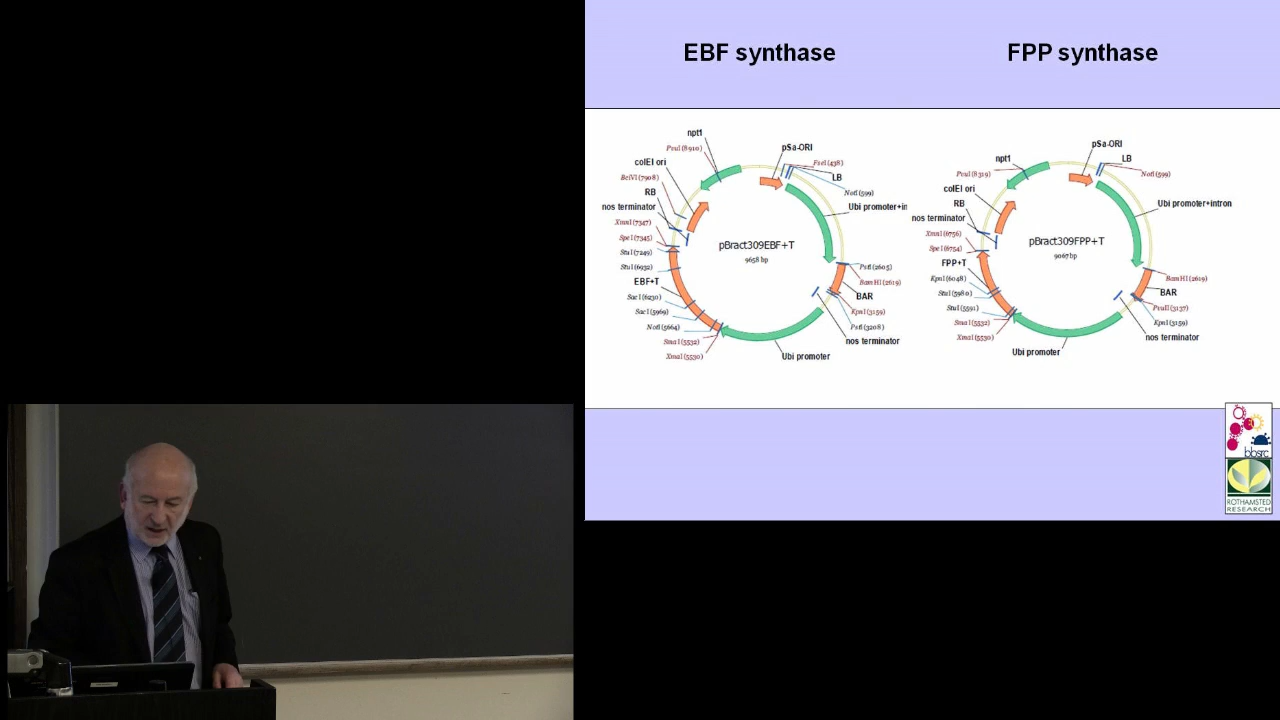 EBF synthase
FPP synthase
npt1
PvuI (8910)
colEI ori
BciVI (7908)
RB
nos terminator
XmnI (7347)
SpeI (7345)
StuI (7249)
StuI (6932)
EBF+T
SacI (6230)
SacI (5969)
NotI (5664)
SmaI (5532)
XmaI (5530)
pSa-ORI
FseI (438)
LB
NotI (599)
Ubi promoter+in
pBract309EBF+T
9658 bp
PstI (2605)
BamHI (2619)
BAR
KpnI (3159)
PstI (3208)
nos terminator
Ubi promoter
npt1
PvuI (8319)
colEI ori
RB
nos terminator
XmnI (6756)
SpeI (6754)
FPP+T
KpnI (6048)
StuI (5980)
StuI (5591)
SmaI (5532)
XmaI (5530)
pSa-ORI
LB
NotI (599)
Ubi promoter+intron
pBract309FPP+T
9067 bp
BamHI (2619)
BAR
PvuII (3137)
KpnI (3159)
nos terminator
Ubi promoter
bbsrc
ROTHAMSTED
RESEARCH